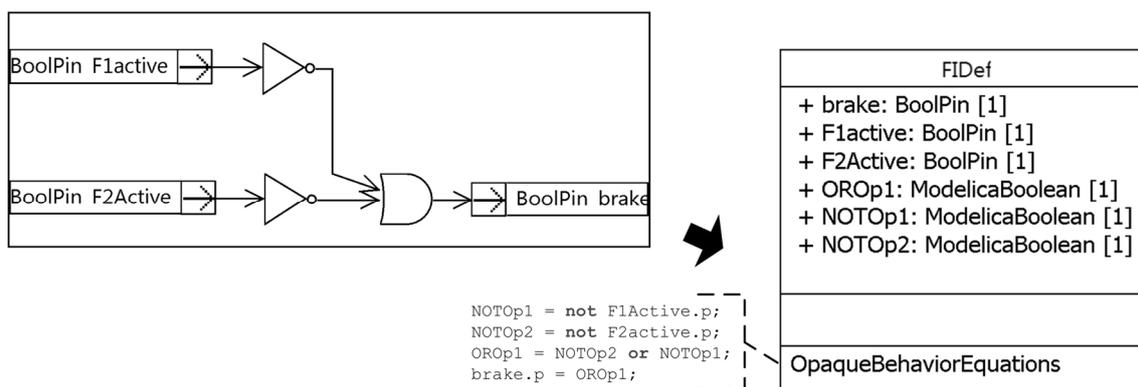 BoolPin F1active
BoolPin F2Active
BoolPin brake
FIDef
+ brake: BoolPin [1]
+ F1active: BoolPin [1]
+ F2Active: BoolPin [1]
+ OROp1: ModelicaBoolean [1]
+ NOTOp1: ModelicaBoolean [1]
+ NOTOp2: ModelicaBoolean [1]
NOTOp1 = not F1Active.p;
NOTOp2 = not F2active.p;
OROp1 = NOTOp2 or NOTOp1;
brake.p = OROp1;
OpaqueBehaviorEquations